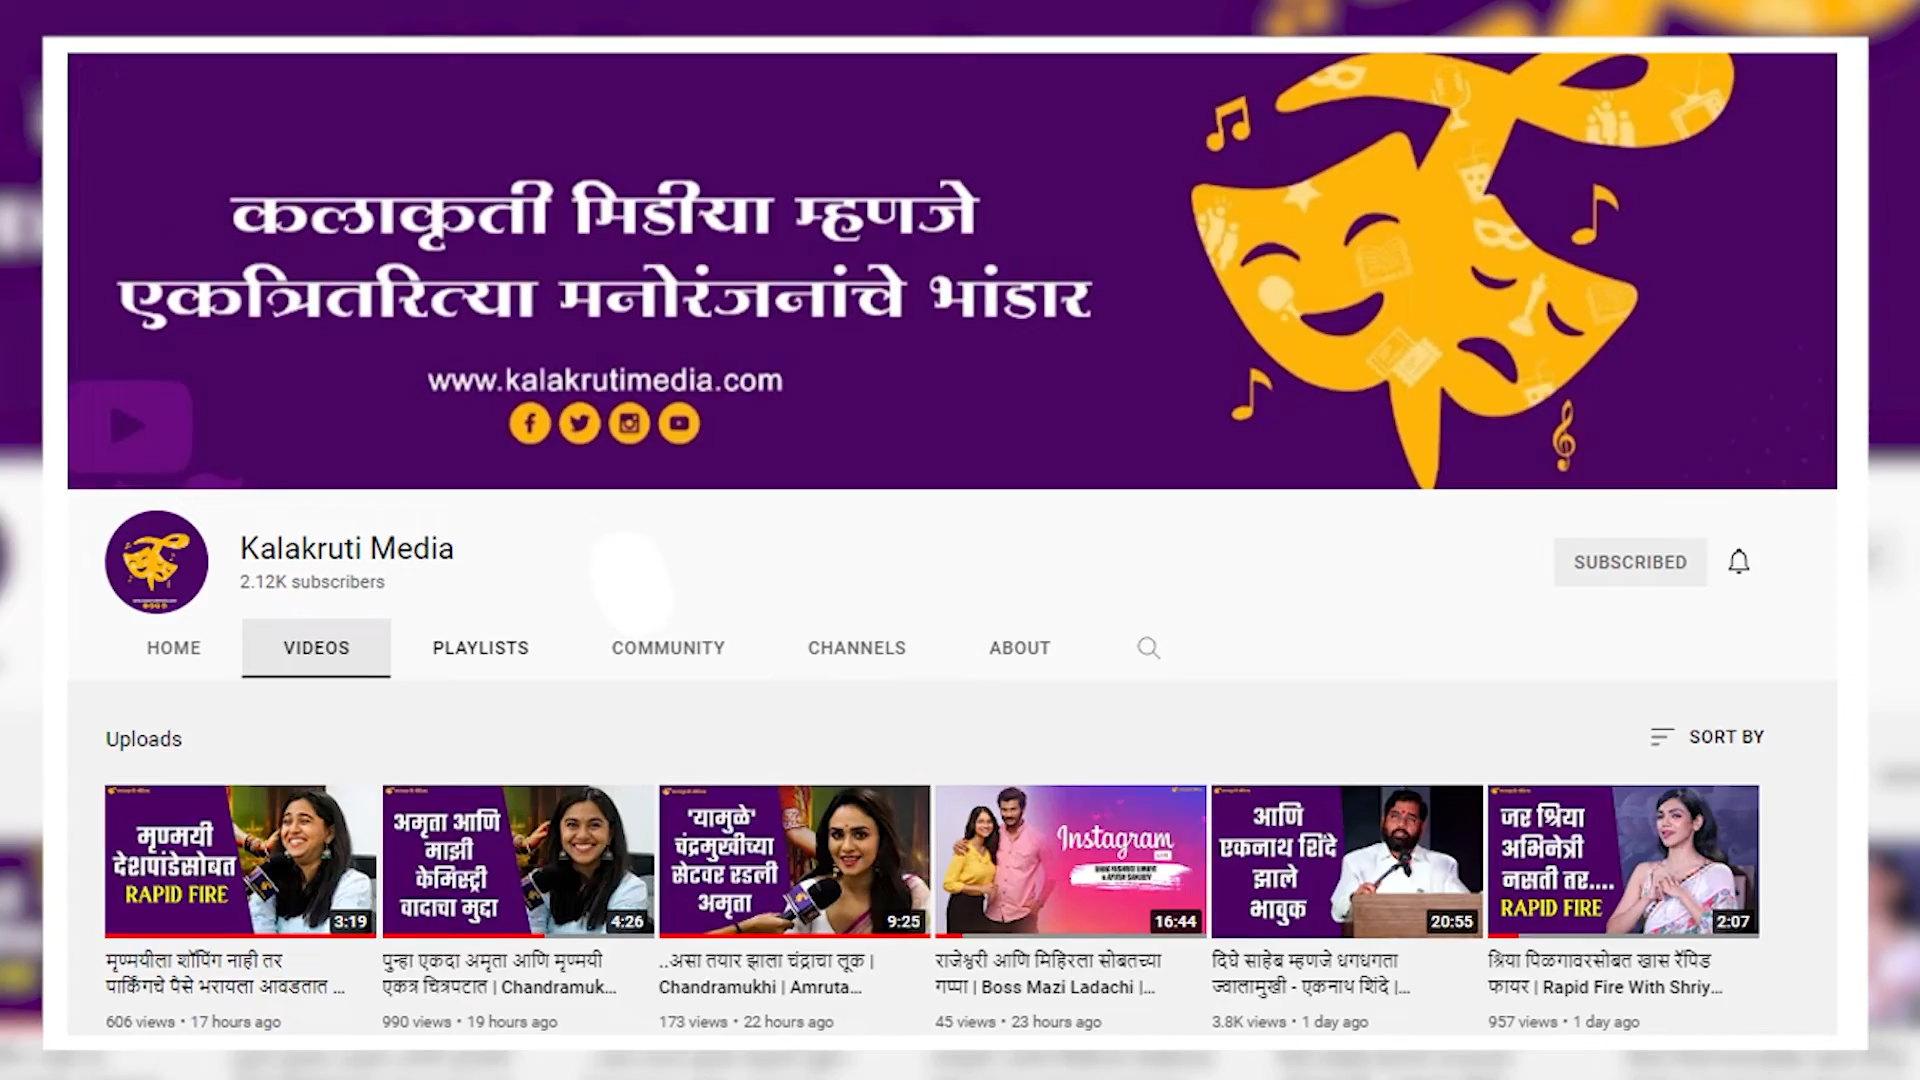 कलाकृती मिडीया म्हणजे
एकत्रितरित्या मनोरंजनांचे भांडार
www.kalakrutimedia.com
Kalakruti Media
2.12K subscribers
SUBSCRIBED
HOME
VIDEOS
PLAYLISTS
COMMUNITY
CHANNELS
ABOUT
Uploads
SORT BY
मृण्मयी
देशपांडेसोबत
RAPID FIRE
3:19
मृण्मयीला शॉपिंग नाही तर
पार्किंगचे पैसे भरायला आवडतात ...
606 views • 17 hours ago
अमृता आणि
माझी
केमिस्ट्री
वादाचा मुद्दा
4:26
पुन्हा एकदा अमृता आणि मृण्मयी
एकत्र चित्रपटात | Chandramuk...
990 views • 19 hours ago
'यामुळे'
चंद्रमुखीच्या
सेटवर रडली
अमृता
9:25
..असा तयार झाला चंद्राचा लूक |
Chandramukhi | Amruta...
173 views • 22 hours ago
Instagram
16:44
राजेश्वरी आणि मिहिरला सोबतच्या
गप्पा | Boss Mazi Ladachi |...
45 views • 23 hours ago
आणि
एकनाथ शिंदे
झाले
भावुक
20:55
दिघे साहेब म्हणजे धगधगता
ज्वालामुखी - एकनाथ शिंदे |...
3.8K views • 1 day ago
जर श्रिया
अभिनेत्री
नसती तर....
RAPID FIRE
2:07
श्रिया पिळगावरसोबत खास रॅपिड
फायर | Rapid Fire With Shriy...
957 views • 1 day ago